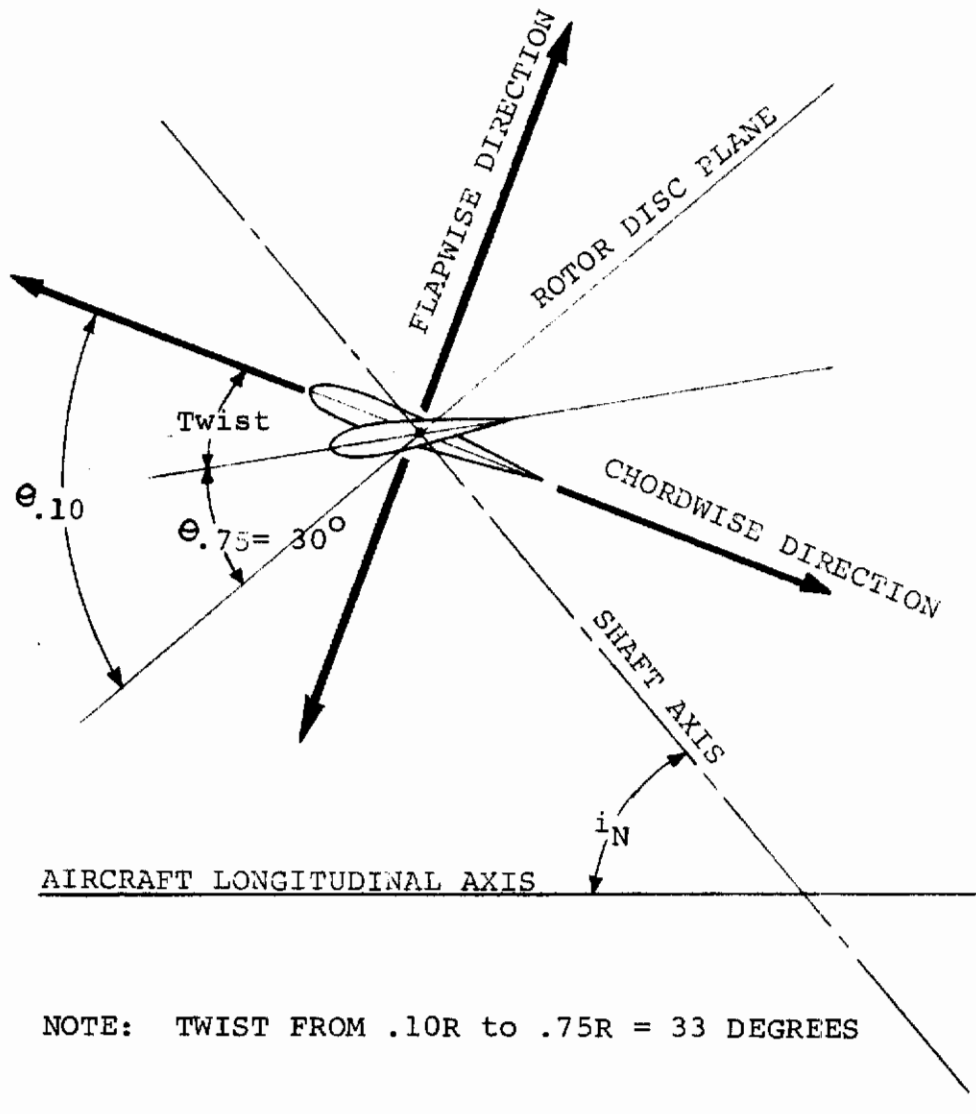 FLAPWISE DIRECTION
ROTOR DISC PLANE
Twist
Θ.10
Θ.75= 30°
CHORDWISE DIRECTION
SHAFT AXIS
iN
AIRCRAFT LONGITUDINAL AXIS
NOTE: TWIST FROM .10R to .75R = 33 DEGREES